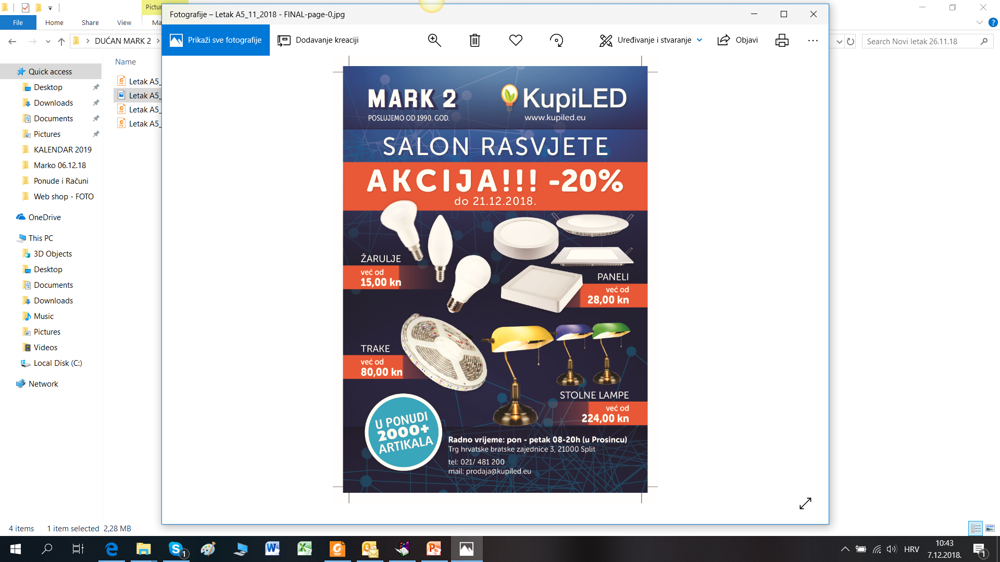 Pictur
Fotografije – Letak A5_11_2018 - FINAL-page-0.jpg
File
Home
Share
View
Ma
Prikaži sve fotografije
Dodavanje kreaciji
Uređivanje i stvaranje
Objavi
DUĆAN MARK 2
Search Novi letak 26.11.18
Name
Letak A5_
Letak A5_
Letak A5_
Letak A5_
Quick access
Desktop
Downloads
Documents
Pictures
KALENDAR 2019
Marko 06.12.18
Ponude i Računi
Web shop - FOTO
OneDrive
This PC
3D Objects
Desktop
Documents
Downloads
Music
Pictures
Videos
Local Disk (C:)
Network
MARK 2
POSLUJEMO OD 1990. GOD.
KupiLED
www.kupiled.eu
SALON RASVJETE
AKCIJA!!! -20%
do 21.12.2018.
ŽARULJE
već od
15,00 kn
PANELI
već od
28,00 kn
TRAKE
već od
80,00 kn
STOLNE LAMPE
već od
224,00 kn
U PONUDI
2000+
ARTIKALA
Radno vrijeme: pon - petak 08-20h (u Prosincu)
Trg hrvatske bratske zajednice 3, 21000 Split
tel: 021/ 481 200
mail: prodaja@kupiled.eu
4 items
1 item selected 2,28 MB
1
HRV
10:43
7.12.2018.
1